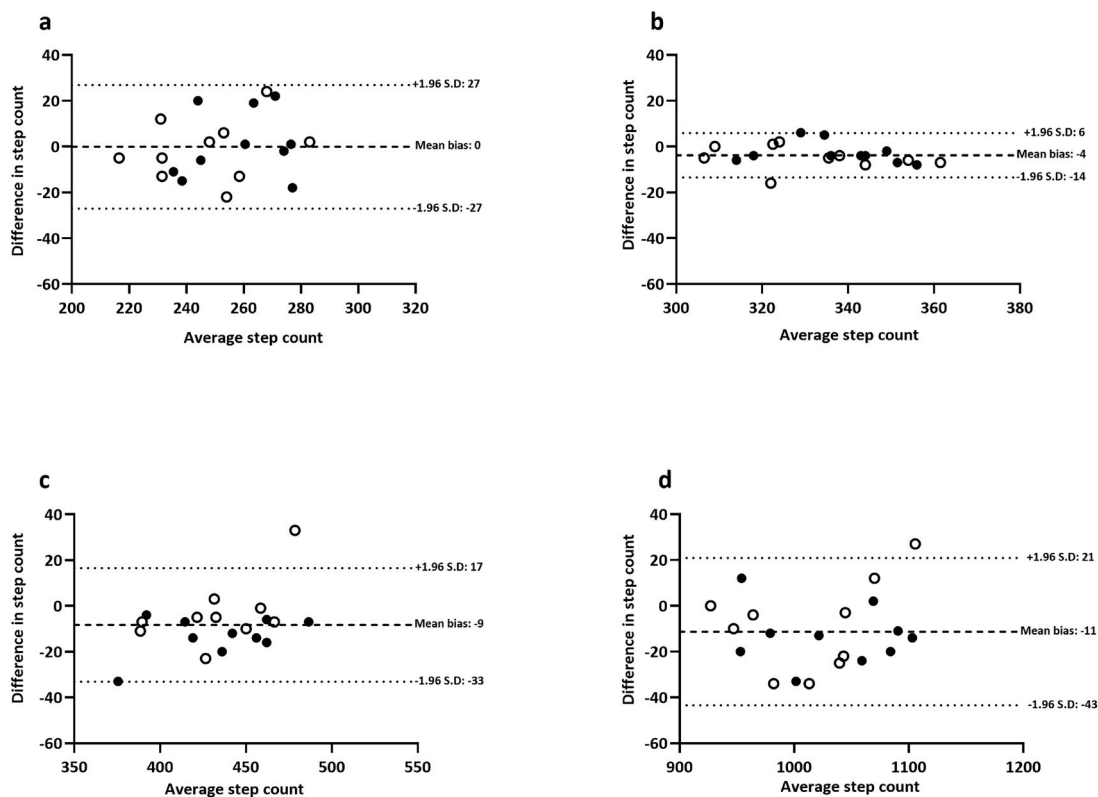 a
40
20
0
-20
-40
-60
Difference in step count
+1.96 S.D: 27
Mean bias: 0
-1.96 S.D: -27
200 220 240 260 280 300 320
Average step count
b
40
20
0
-20
-40
-60
Difference in step count
+1.96 S.D: 6
Mean bias: -4
-1.96 S.D: -14
300 320 340 360 380
Average step count
c
40
20
0
-20
-40
-60
Difference in step count
+1.96 S.D: 17
Mean bias: -9
-1.96 S.D: -33
350 400 450 500 550
Average step count
d
40
20
0
-20
-40
-60
Difference in step count
+1.96 S.D: 21
Mean bias: -11
-1.96 S.D: -43
900 1000 1100 1200
Average step count